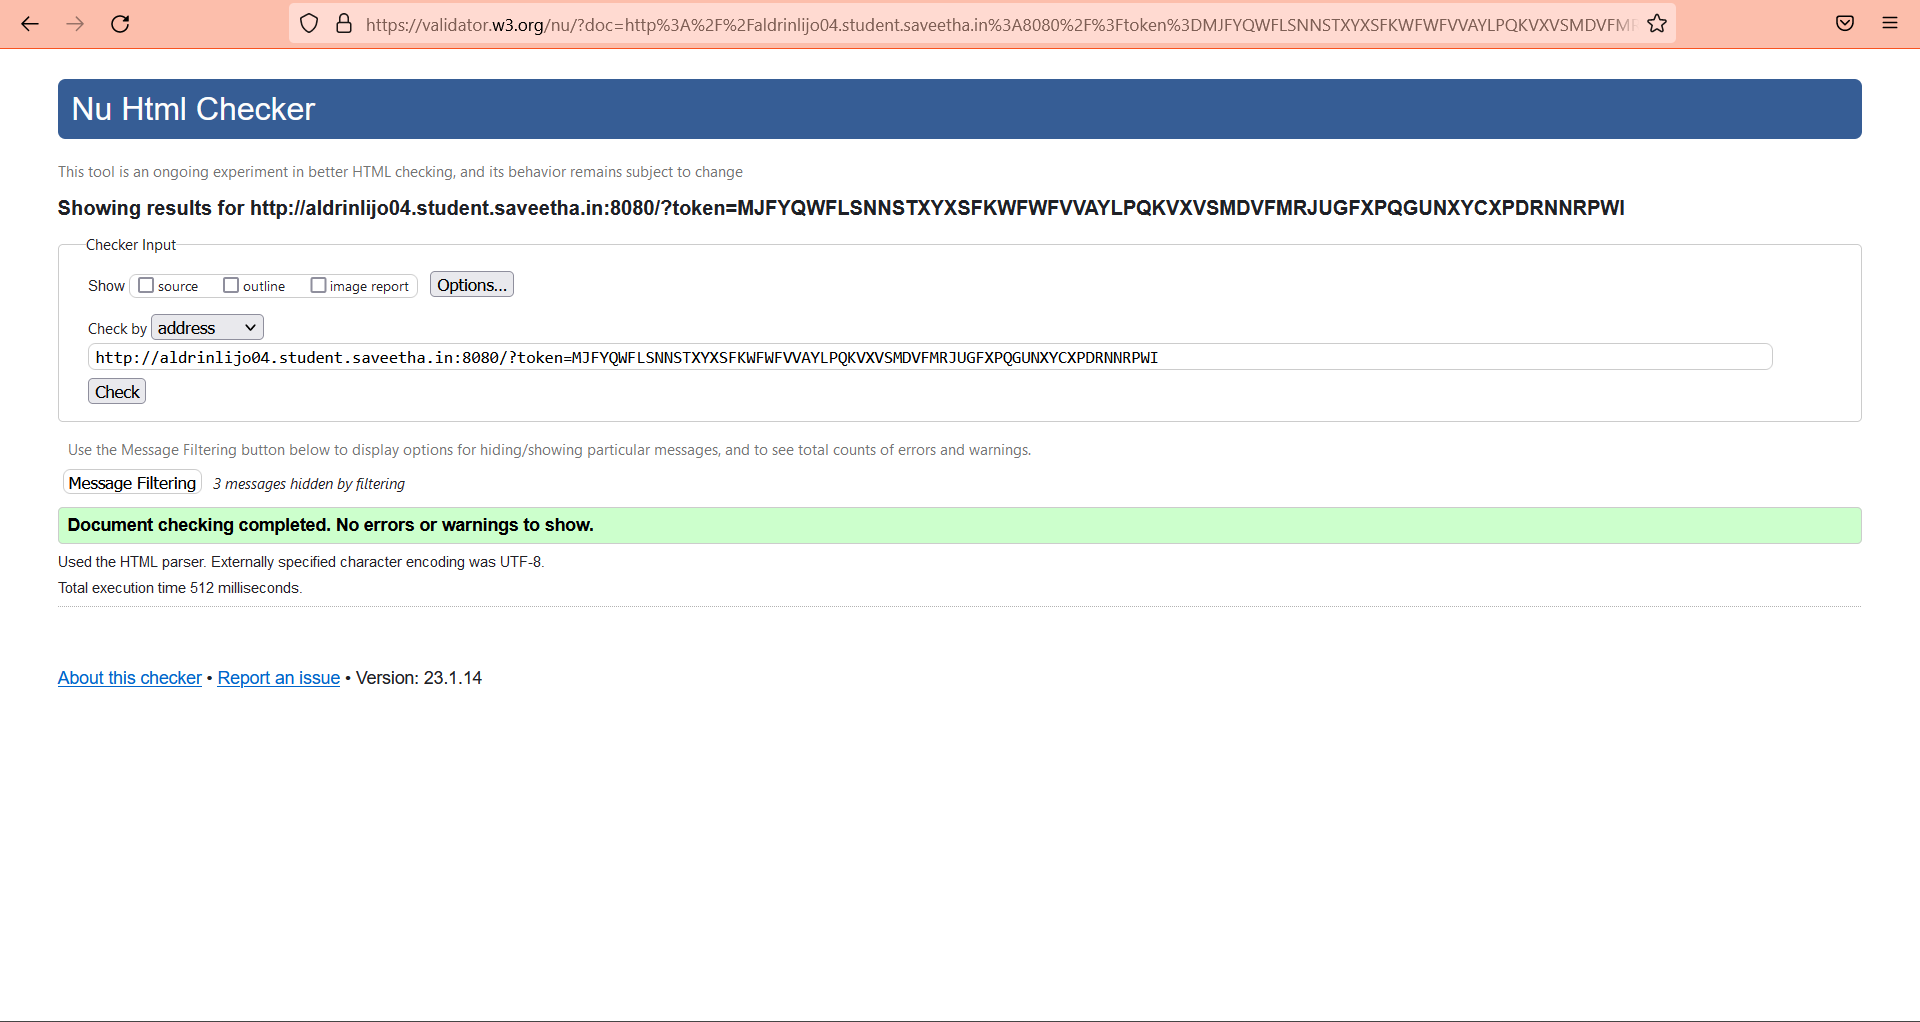 https://validator.w3.org/nu/?doc=http%3A%2F%2Faldrinlijo04.student.saveetha.in%3A8080%2F%3Ftoken%3DMJFYQWFLSNNSTXYXSFKWFWFVVAYLPQKVXVSMDVFMR
Nu Html Checker
This tool is an ongoing experiment in better HTML checking, and its behavior remains subject to change
Showing results for http://aldrinlijo04.student.saveetha.in:8080/?token=MJFYQWFLSNNSTXYXSFKWFWFVVAYLPQKVXVSMDVFMRJUGFXPQGUNXYCXPDRNNRPWI
Checker Input
Show source outline image report Options...
Check by address
http://aldrinlijo04.student.saveetha.in:8080/?token=MJFYQWFLSNNSTXYXSFKWFWFVVAYLPQKVXVSMDVFMRJUGFXPQGUNXYCXPDRNNRPWI
Check
Use the Message Filtering button below to display options for hiding/showing particular messages, and to see total counts of errors and warnings.
Message Filtering 3 messages hidden by filtering
Document checking completed. No errors or warnings to show.
Used the HTML parser. Externally specified character encoding was UTF-8.
Total execution time 512 milliseconds.
About this checker • Report an issue • Version: 23.1.14